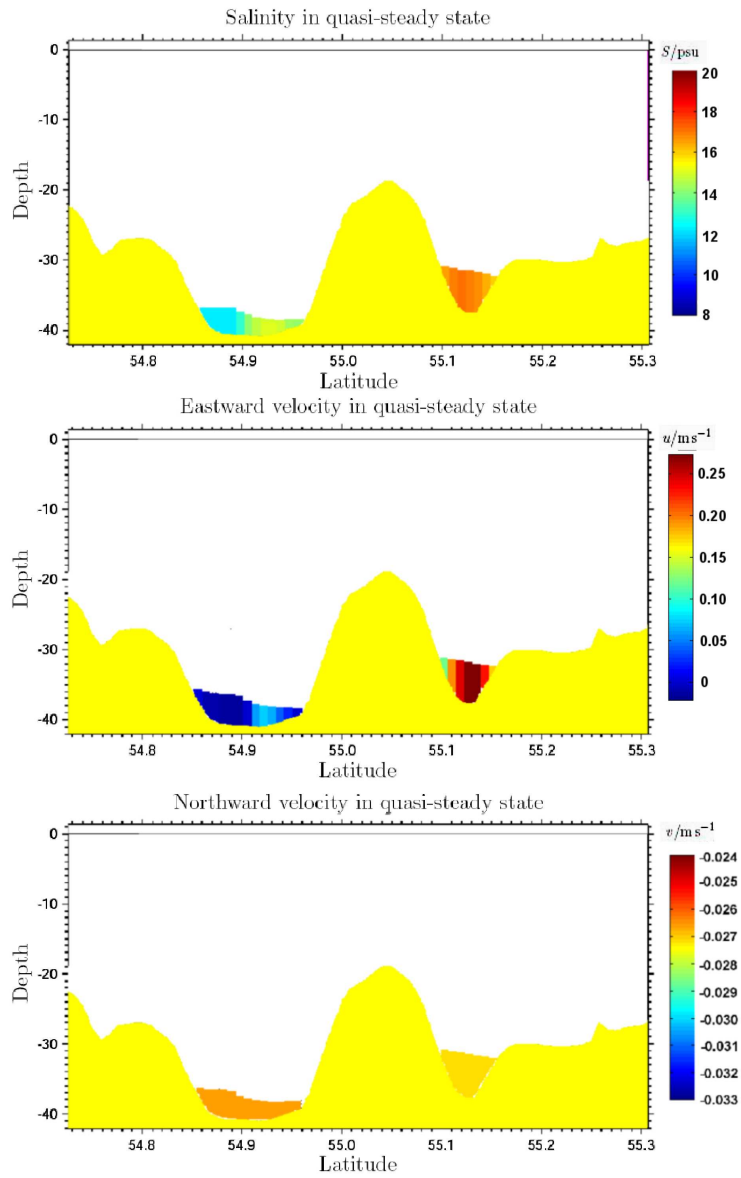 Salinity in quasi-steady state
S/psu
0
-10
-20
-30
-40
Depth
20
18
16
14
12
10
8
54.8 54.9 55.0 55.1 55.2 55.3
Latitude
Eastward velocity in quasi-steady state
u/ms⁻¹
0
-10
-20
-30
-40
Depth
0.25
0.20
0.15
0.10
0.05
0
54.8 54.9 55.0 55.1 55.2 55.3
Latitude
Northward velocity in quasi-steady state
v/ms⁻¹
0
-10
-20
-30
-40
Depth
-0.024
-0.025
-0.026
-0.028
-0.029
-0.030
-0.031
-0.032
-0.033
54.8 54.9 55.0 55.1 55.2 55.3
Latitude